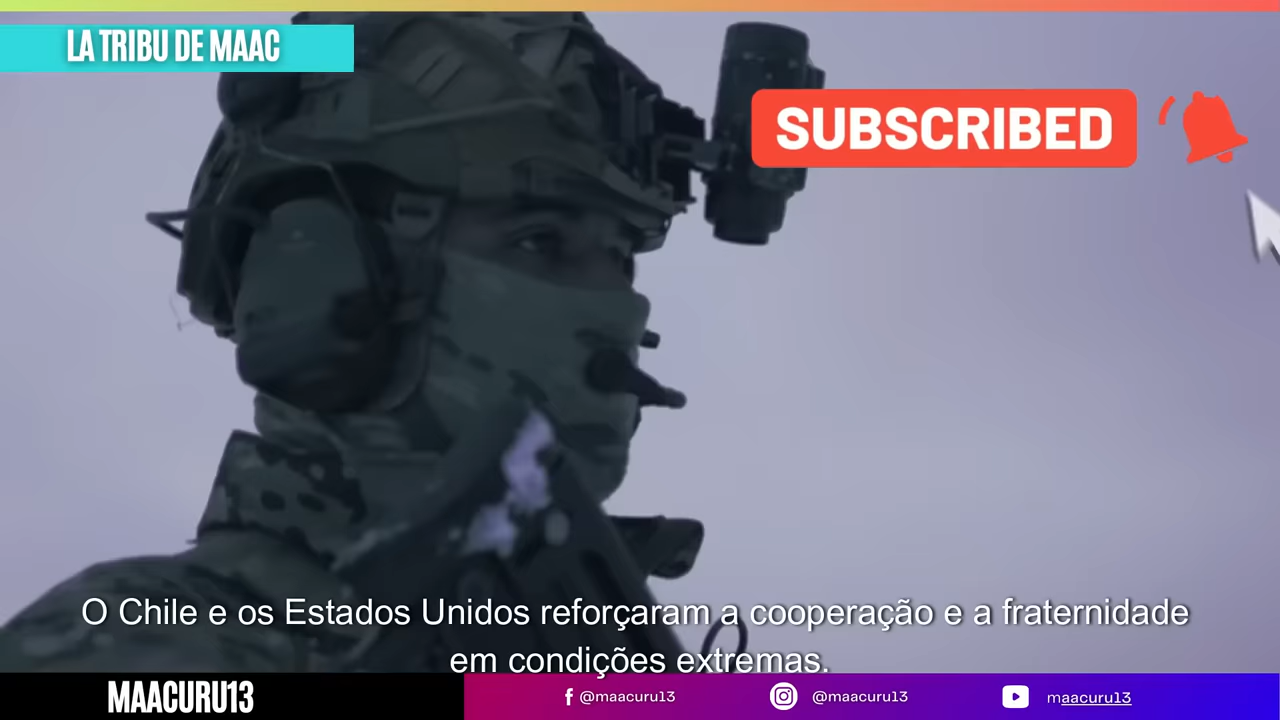 LA TRIBU DE MAAC
SUBSCRIBED
O Chile e os Estados Unidos reforçaram a cooperação e a fraternidade
em condições extremas.
MAACURU13
@maacuru13
@maacuru13
maacuru13